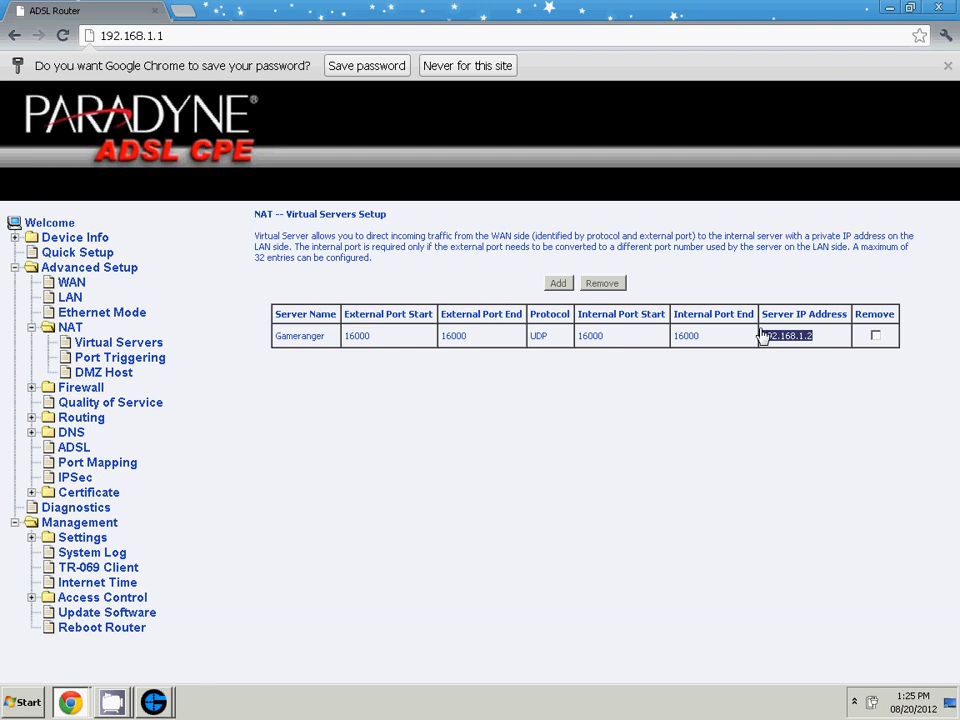 ADSL Router
192.168.1.1
Do you want Google Chrome to save your password? Save password Never for this site
PARADYNE®
ADSL CPE
Welcome
Device Info
Quick Setup
Advanced Setup
WAN
LAN
Ethernet Mode
NAT
Virtual Servers
Port Triggering
DMZ Host
Firewall
Quality of Service
Routing
DNS
ADSL
Port Mapping
IPSec
Certificate
Diagnostics
Management
Settings
System Log
TR-069 Client
Internet Time
Access Control
Update Software
Reboot Router
NAT -- Virtual Servers Setup
Virtual Server allows you to direct incoming traffic from the WAN side (identified by protocol and external port) to the internal server with a private IP address on the
LAN side. The internal port is required only if the external port needs to be converted to a different port number used by the server on the LAN side. A maximum of
32 entries can be configured.
Add Remove
Server Name External Port Start External Port End Protocol Internal Port Start Internal Port End Server IP Address Remove
Gameranger 16000 16000 UDP 16000 16000 192.168.1.2
Start
1:25 PM
08/20/2012